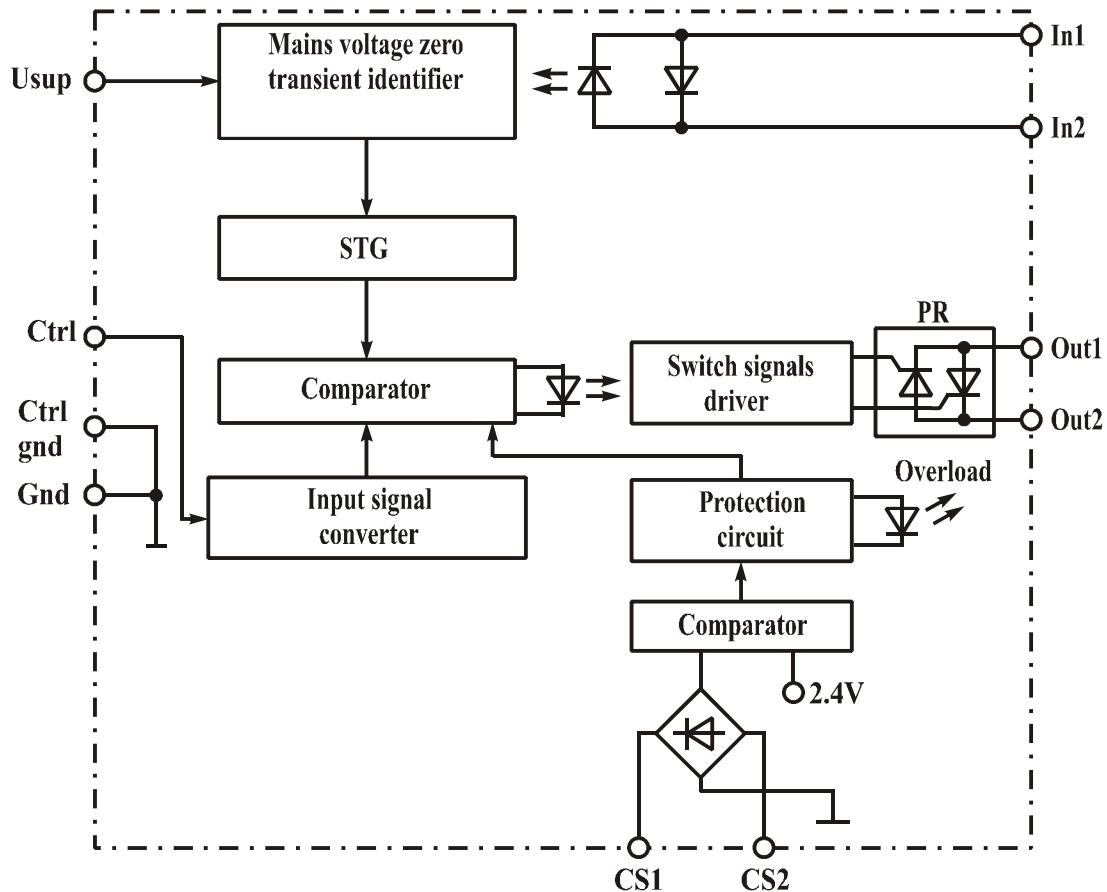 Mains voltage zero
transient identifier
In1
Usup
In2
STG
PR
Ctrl
Out1
Comparator
Switch signals
driver
Ctrl
gnd
Out2
Gnd
Input signal
converter
Overload
Protection
circuit
Comparator
2.4V
CS1
CS2